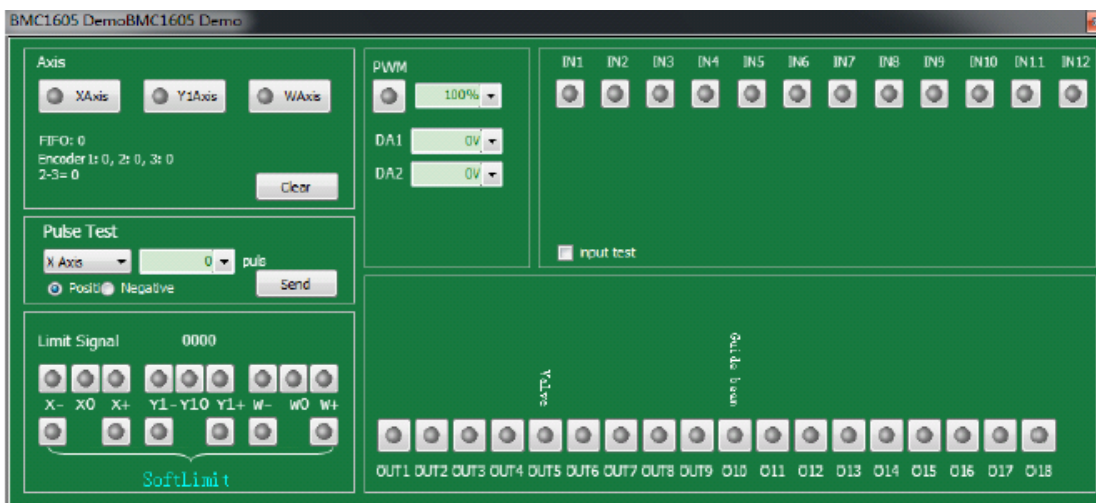 BMC1605 DemoBMC1605 Demo
Axis
XAxis Y1Axis WAxis
FIFO: 0
Encoder1: 0, 2: 0, 3: 0
2-3= 0
Clear
Pulse Test
X Axis 0 puls
Positi Negative
Send
Limit Signal 0000
X- X0 X+ Y1- Y10 Y1+ W- W0 W+
SoftLimit
PWM
100%
DA1 0V
DA2 0V
IN1 IN2 IN3 IN4 IN5 IN6 IN7 IN8 IN9 IN10 IN11 IN12
input test
Valve
Guide beam
OUT1 OUT2 OUT3 OUT4 OUT5 OUT6 OUT7 OUT8 OUT9 O10 O11 O12 O13 O14 O15 O16 O17 O18